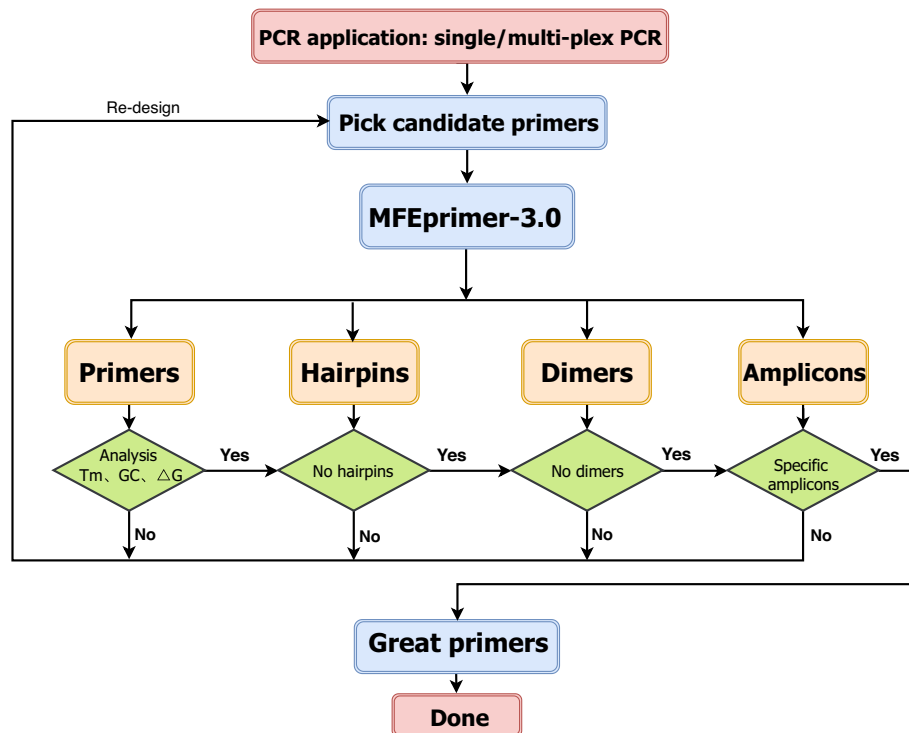 PCR application: single/multi-plex PCR
Re-design
Pick candidate primers
MFEprimer-3.0
Primers
Hairpins
Dimers
Amplicons
Analysis
Tm、GC、△G
Yes
No hairpins
Yes
No dimers
Yes
Specific
amplicons
Yes
No
No
No
No
Great primers
Done